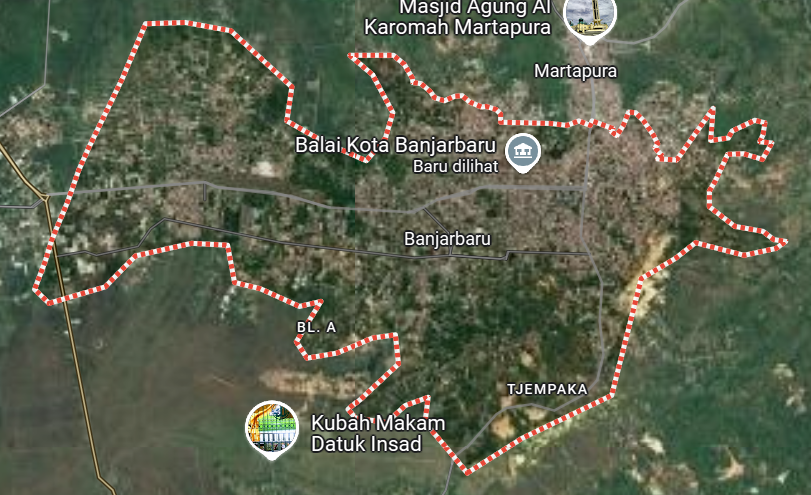 Masjid Agung Al
Karomah Martapura
Martapura
Balai Kota Banjarbaru
Baru dilihat
Banjarbaru
BL. A
TJEMPAKA
Kubah Makam
Datuk Insad